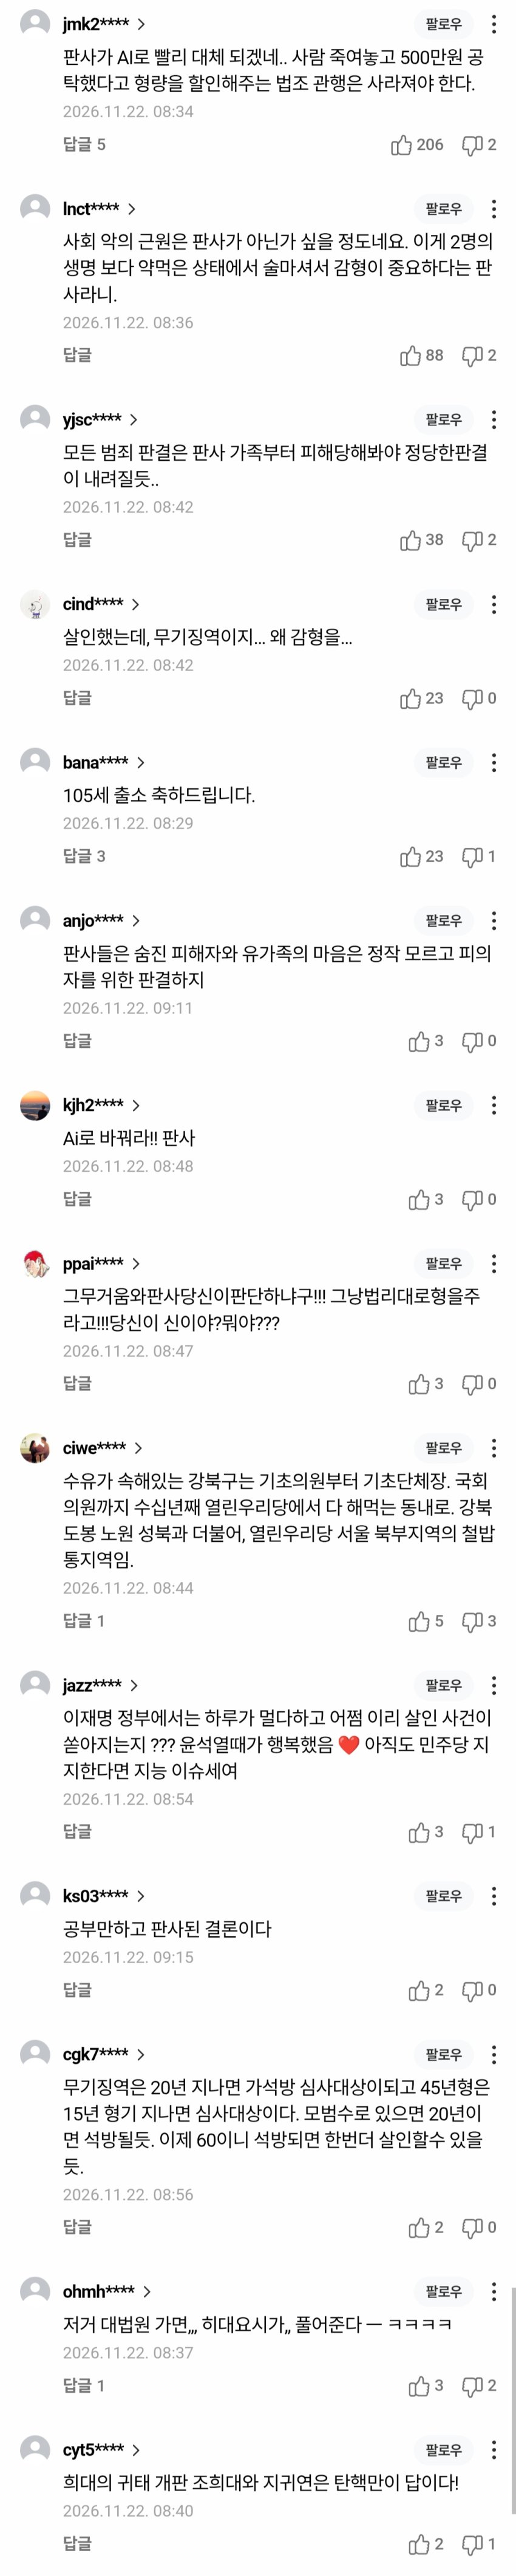 jmk2**** >
팔로우
판사가 AI로 빨리 대체 되겠네.. 사람 죽여놓고 500만원 공
탁했다고 형량을 할인해주는 법조 관행은 사라져야 한다.
2026.11.22. 08:34
답글 5
206
2
lnct**** >
팔로우
사회 악의 근원은 판사가 아닌가 싶을 정도네요. 이게 2명의
생명 보다 약먹은 상태에서 술마셔서 감형이 중요하다는 판
사라니.
2026.11.22. 08:36
답글
88
2
yjsc**** >
팔로우
모든 범죄 판결은 판사 가족부터 피해당해봐야 정당한판결
이 내려질듯..
2026.11.22. 08:42
답글
38
2
cind**** >
팔로우
살인했는데, 무기징역이지... 왜 감형을...
2026.11.22. 08:42
답글
23
0
bana**** >
팔로우
105세 출소 축하드립니다.
2026.11.22. 08:29
답글 3
23
1
anjo**** >
팔로우
판사들은 숨진 피해자와 유가족의 마음은 정작 모르고 피의
자를 위한 판결하지
2026.11.22. 09:11
답글
3
0
kjh2**** >
팔로우
Ai로 바꿔라!! 판사
2026.11.22. 08:48
답글
3
0
ppai**** >
팔로우
그무거움와판사당신이판단하냐구!!! 그냥법리대로형을주
라고!!!당신이 신이야?뭐야???
2026.11.22. 08:47
답글
3
0
ciwe**** >
팔로우
수유가 속해있는 강북구는 기초의원부터 기초단체장. 국회
의원까지 수십년째 열린우리당에서 다 해먹는 동내로. 강북
도봉 노원 성북과 더불어, 열린우리당 서울 북부지역의 철밥
통지역임.
2026.11.22. 08:44
답글 1
5
3
jazz**** >
팔로우
이재명 정부에서는 하루가 멀다하고 어쩜 이리 살인 사건이
쏟아지는지 ??? 윤석열때가 행복했음 ❤️ 아직도 민주당 지
지한다면 지능 이슈세여
2026.11.22. 08:54
답글
3
1
ks03**** >
팔로우
공부만하고 판사된 결론이다
2026.11.22. 09:15
답글
2
0
cgk7**** >
팔로우
무기징역은 20년 지나면 가석방 심사대상이되고 45년형은
15년 형기 지나면 심사대상이다. 모범수로 있으면 20년이
면 석방될듯. 이제 60이니 석방되면 한번더 살인할수 있을
듯.
2026.11.22. 08:56
답글
2
0
ohmh**** >
팔로우
저거 대법원 가면,,, 히대요시가,, 풀어준다 ㅡ ㅋㅋㅋㅋ
2026.11.22. 08:37
답글 1
3
2
cyt5**** >
팔로우
희대의 귀태 개판 조희대와 지귀연은 탄핵만이 답이다!
2026.11.22. 08:40
답글
2
1